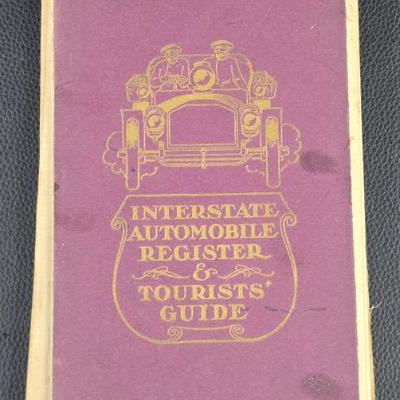 INTERSTATE
AUTOMOBILE
REGISTER
&
TOURISTS'
GUIDE